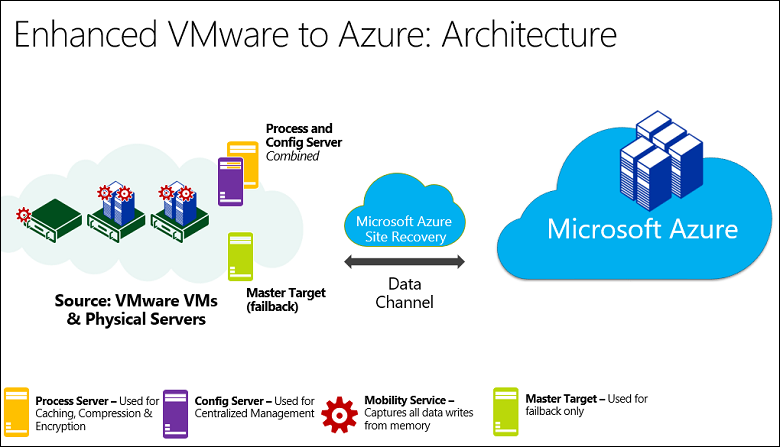 Enhanced VMware to Azure: Architecture
Process and
Config Server
Combined
Microsoft Azure
Site Recovery
Microsoft Azure
Data
Channel
Master Target
(failback)
Source: VMware VMs
& Physical Servers
Process Server – Used for
Caching, Compression &
Encryption
Config Server – Used for
Centralized Management
Mobility Service –
Captures all data writes
from memory
Master Target – Used for
failback only